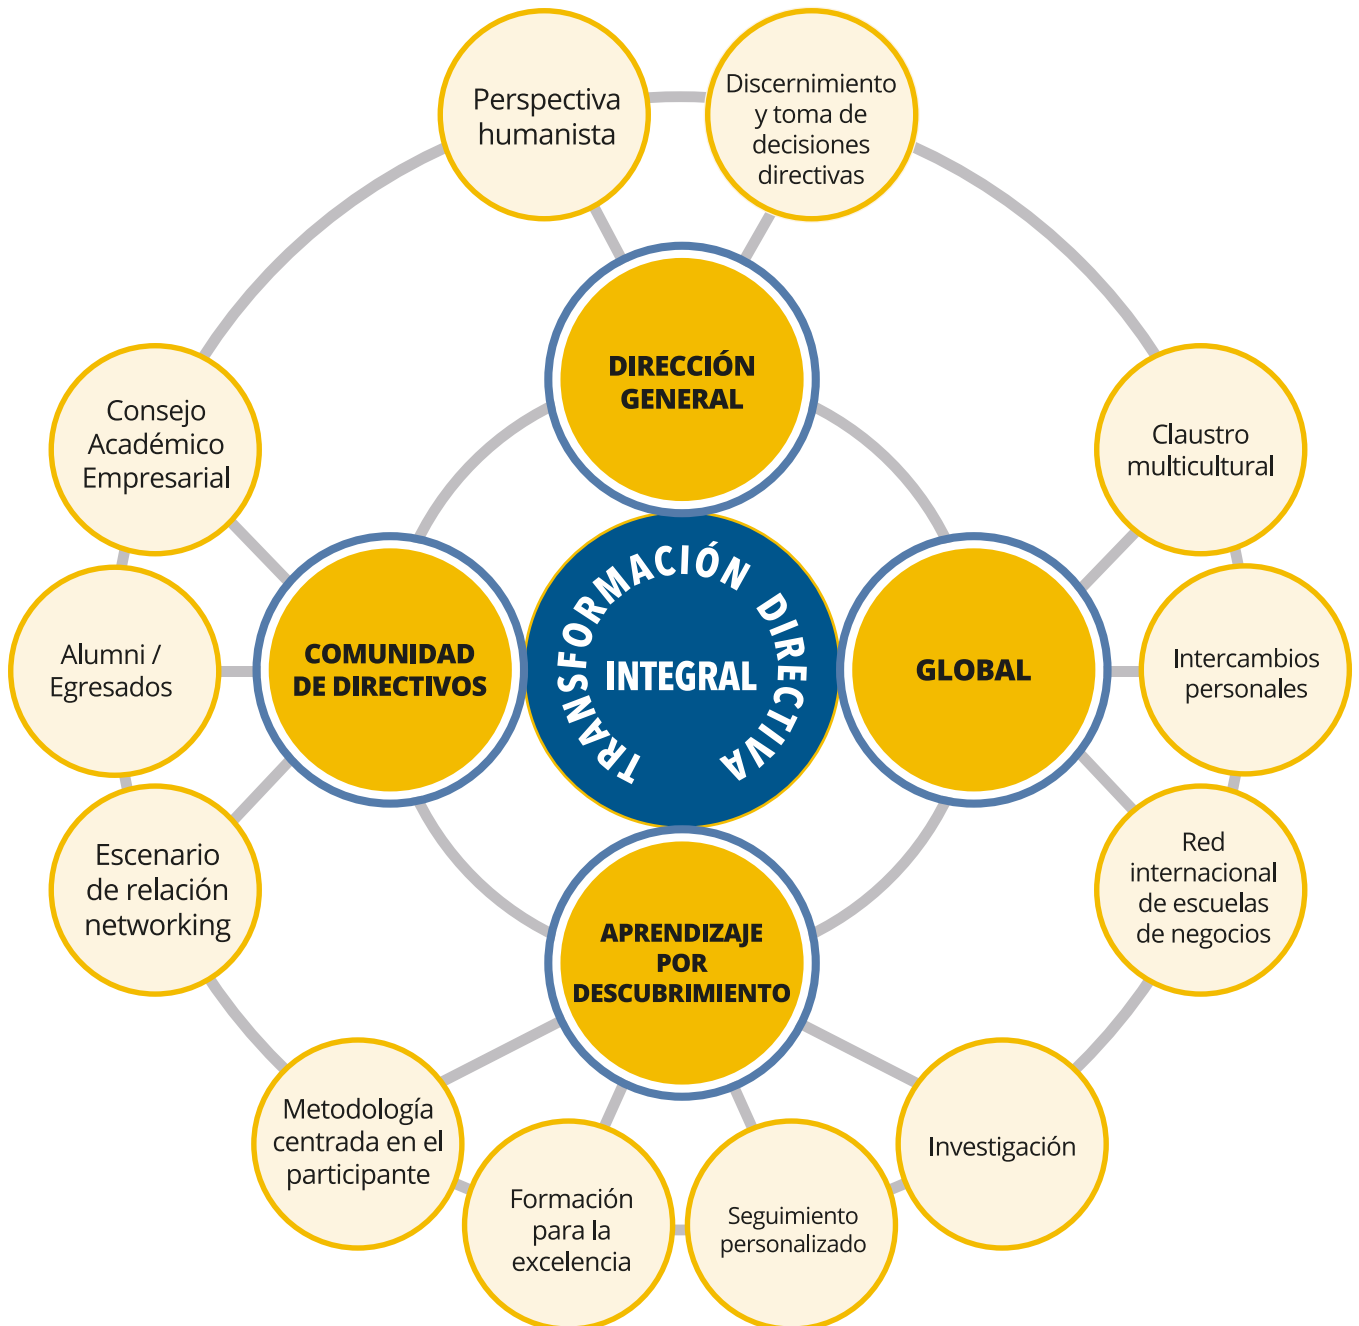 Perspectiva
humanista
Discernimiento
y toma de
decisiones
directivas
DIRECCIÓN
GENERAL
Consejo
Académico
Empresarial
Claustro
multicultural
Alumni /
Egresados
COMUNIDAD
DE DIRECTIVOS
TRANSFORMACIÓN DIRECTIVA
INTEGRAL
GLOBAL
Intercambios
personales
Escenario
de relación
networking
Red
internacional
de escuelas
de negocios
APRENDIZAJE
POR
DESCUBRIMIENTO
Metodología
centrada en el
participante
Formación
para la
excelencia
Seguimiento
personalizado
Investigación